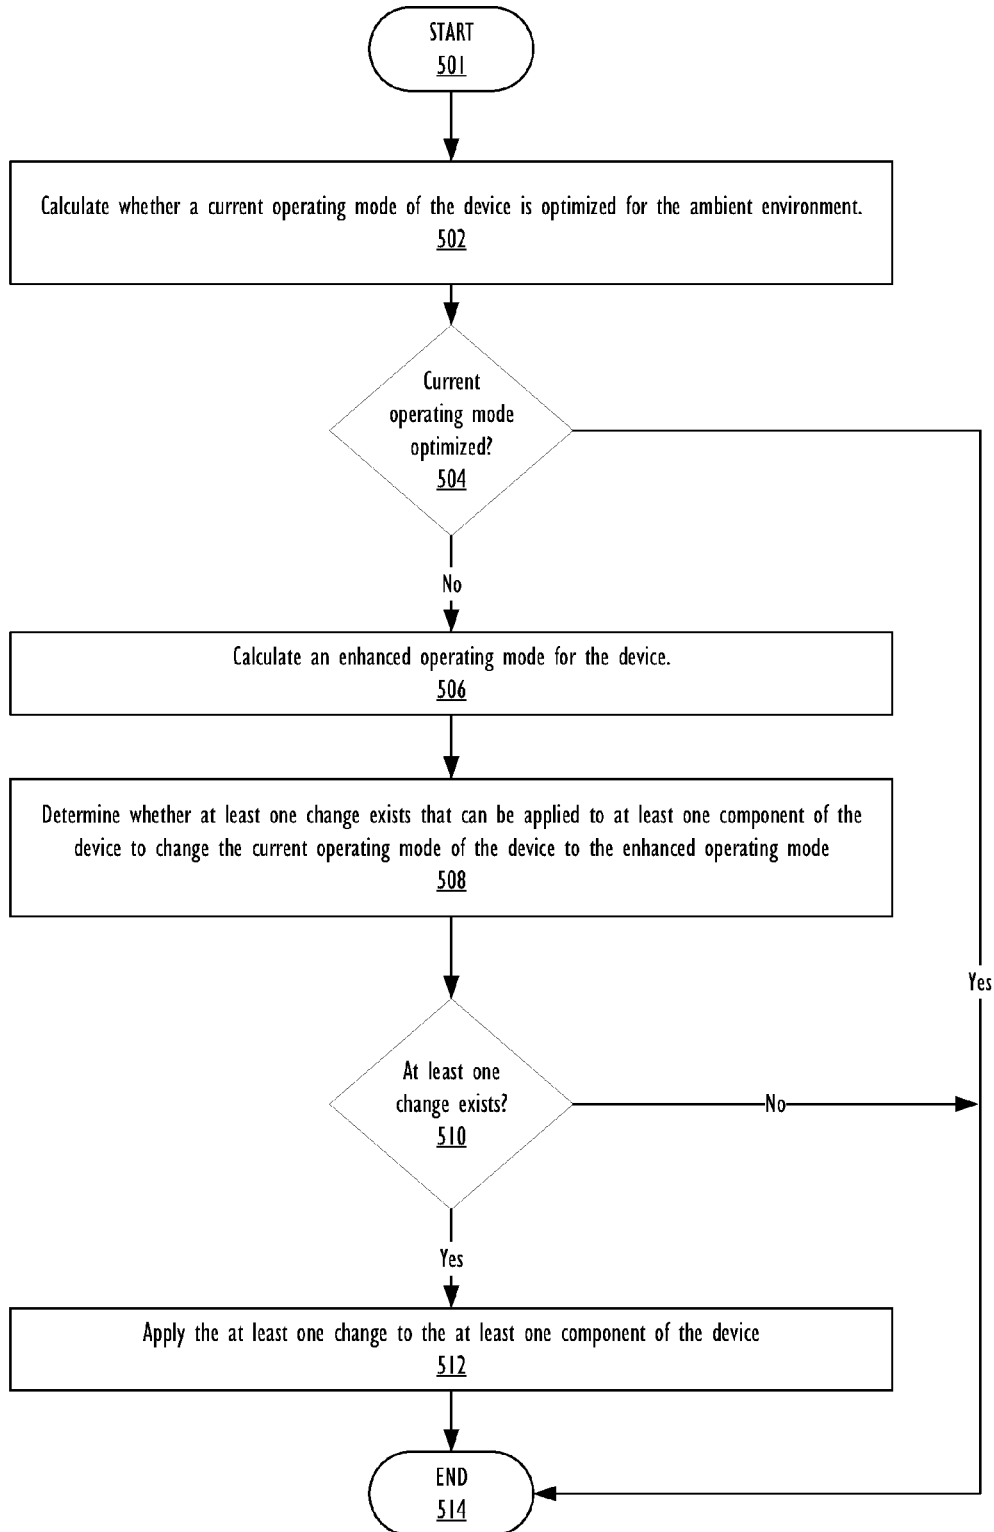 START
501
Calculate whether a current operating mode of the device is optimized for the ambient environment.
502
Current
operating mode
optimized?
504
No
Calculate an enhanced operating mode for the device.
506
Determine whether at least one change exists that can be applied to at least one component of the
device to change the current operating mode of the device to the enhanced operating mode
508
Yes
At least one
change exists?
510
No
Yes
Apply the at least one change to the at least one component of the device
512
END
514